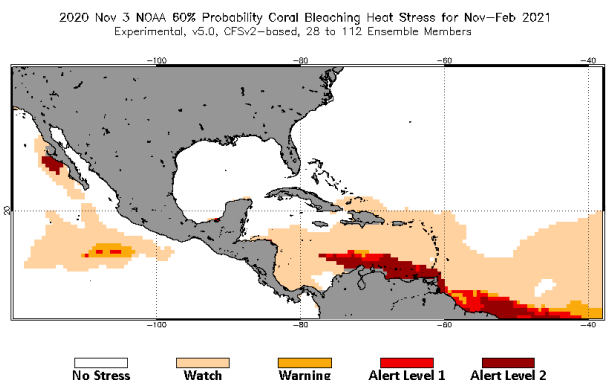 2020 Nov 3 NOAA 60% Probability Coral Bleaching Heat Stress for Nov-Feb 2021
Experimental, v5.0, CFSv2-based, 28 to 112 Ensemble Members
-100 -80 -60 -40
20
-100 -80 -60 -40
No Stress Watch Warning Alert Level 1 Alert Level 2